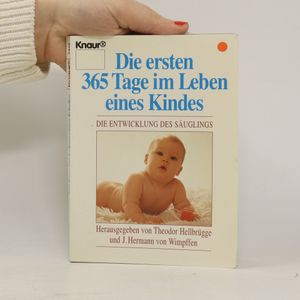 Knaur®
Die ersten
365 Tage im Leben
eines Kindes
DIE ENTWICKLUNG DES SÄUGLINGS
Herausgegeben von Theodor Hellbrügge
und J. Hermann von Wimpffen